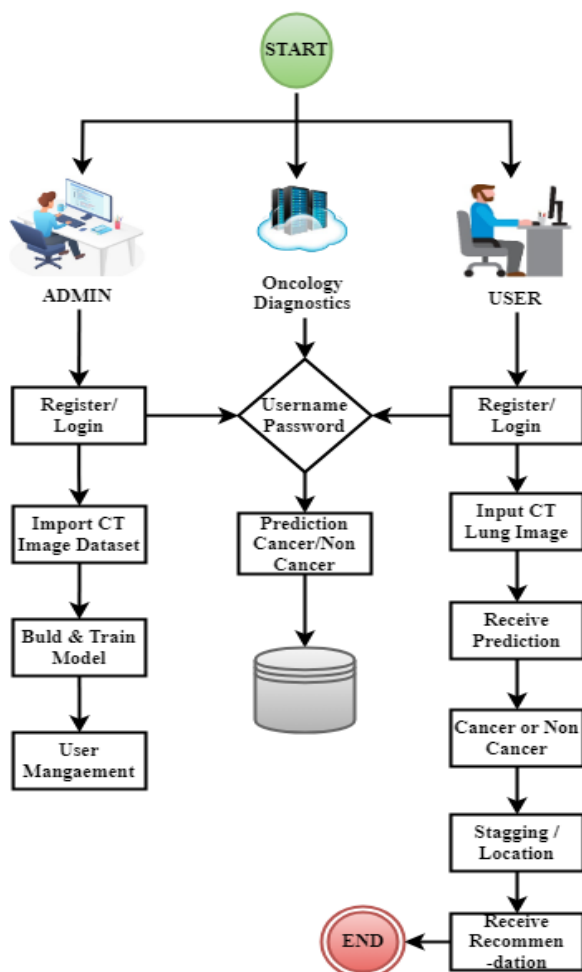 START
ADMIN
Oncology
Diagnostics
USER
Register/
Login
Username
Password
Register/
Login
Import CT
Image Dataset
Prediction
Cancer/Non
Cancer
Input CT
Lung Image
Buld & Train
Model
Receive
Prediction
User
Mangaement
Cancer or Non
Cancer
Stagging /
Location
END
Receive
Recommen
-dation